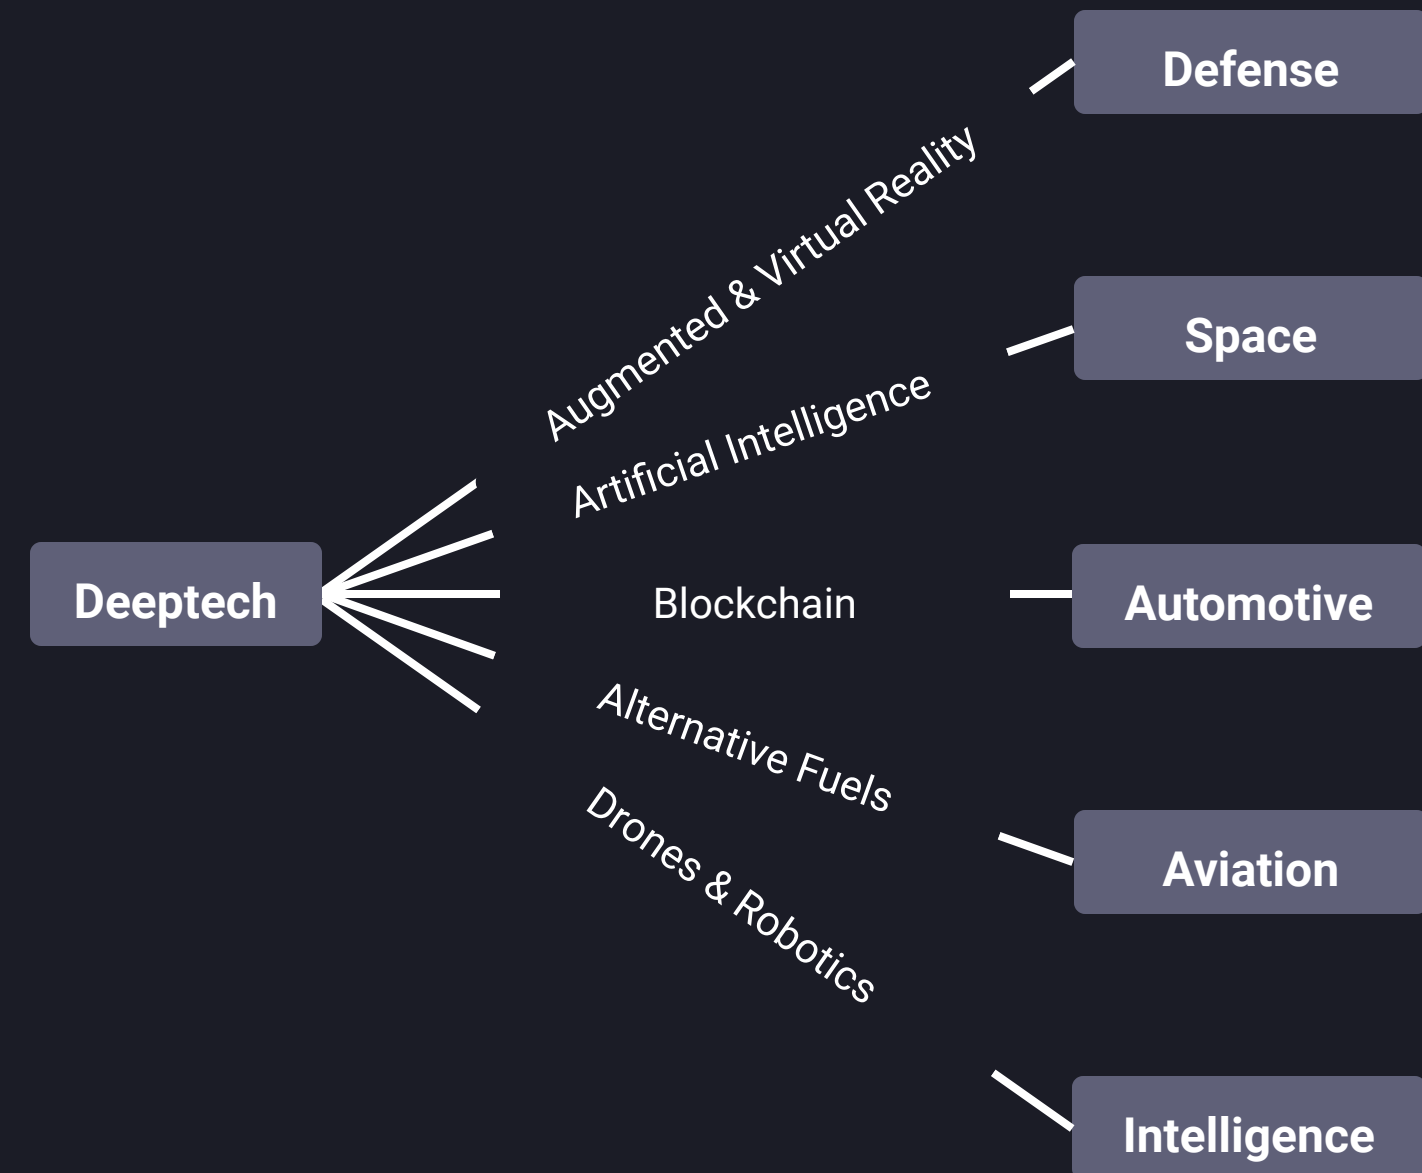 Defense
Augmented & Virtual Reality
Space
Artificial Intelligence
Deeptech
Blockchain
Automotive
Alternative Fuels
Aviation
Drones & Robotics
Intelligence